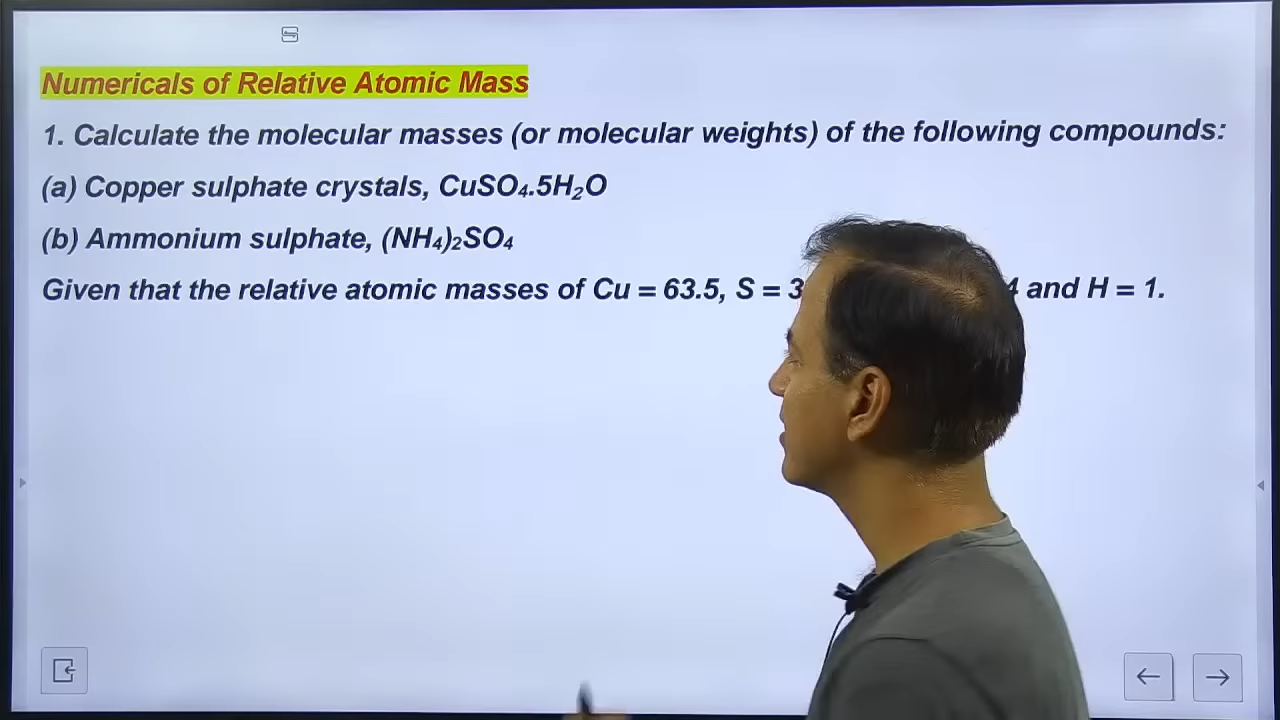 Numericals of Relative Atomic Mass
1. Calculate the molecular masses (or molecular weights) of the following compounds:
(a) Copper sulphate crystals, CuSO₄.5H₂O
(b) Ammonium sulphate, (NH₄)₂SO₄
Given that the relative atomic masses of Cu = 63.5, S = 3 4 and H = 1.